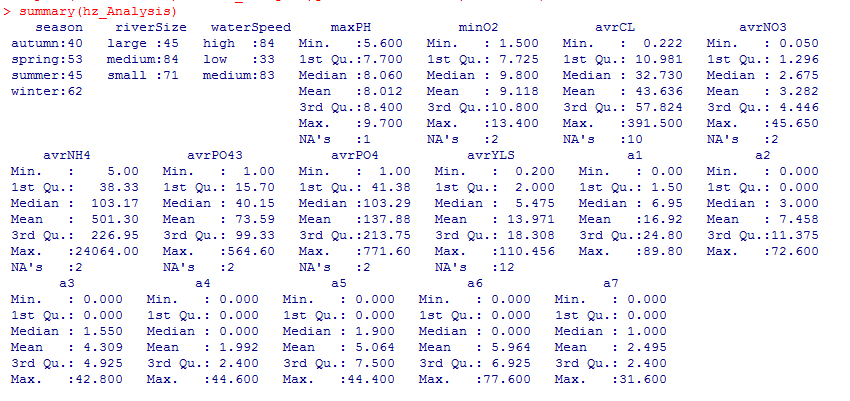 > summary(hz_Analysis)
season riverSize waterSpeed maxPH minO2 avrCL avrNO3
autumn:40 large :45 high :84 Min. :5.600 Min. : 1.500 Min. : 0.222 Min. : 0.050
spring:53 medium:84 low :33 1st Qu.:7.700 1st Qu.: 7.725 1st Qu.: 10.981 1st Qu.: 1.296
summer:45 small :71 medium:83 Median :8.060 Median : 9.800 Median : 32.730 Median : 2.675
winter:62 Mean :8.012 Mean : 9.118 Mean : 43.636 Mean : 3.282
3rd Qu.:8.400 3rd Qu.:10.800 3rd Qu.: 57.824 3rd Qu.: 4.446
Max. :9.700 Max. :13.400 Max. :391.500 Max. :45.650
NA's :1 NA's :2 NA's :10 NA's :2
avrNH4 avrPO43 avrPO4 avrYLS a1 a2
Min. : 5.00 Min. : 1.00 Min. : 1.00 Min. : 0.200 Min. : 0.00 Min. : 0.000
1st Qu.: 38.33 1st Qu.: 15.70 1st Qu.: 41.38 1st Qu.: 2.000 1st Qu.: 1.50 1st Qu.: 0.000
Median : 103.17 Median : 40.15 Median :103.29 Median : 5.475 Median : 6.95 Median : 3.000
Mean : 501.30 Mean : 73.59 Mean :137.88 Mean : 13.971 Mean :16.92 Mean : 7.458
3rd Qu.: 226.95 3rd Qu.: 99.33 3rd Qu.:213.75 3rd Qu.: 18.308 3rd Qu.:24.80 3rd Qu.:11.375
Max. :24064.00 Max. :564.60 Max. :771.60 Max. :110.456 Max. :89.80 Max. :72.600
NA's :2 NA's :2 NA's :2 NA's :12
a3 a4 a5 a6 a7
Min. : 0.000 Min. : 0.000 Min. : 0.000 Min. : 0.000 Min. : 0.000
1st Qu.: 0.000 1st Qu.: 0.000 1st Qu.: 0.000 1st Qu.: 0.000 1st Qu.: 0.000
Median : 1.550 Median : 0.000 Median : 1.900 Median : 0.000 Median : 1.000
Mean : 4.309 Mean : 1.992 Mean : 5.064 Mean : 5.964 Mean : 2.495
3rd Qu.: 4.925 3rd Qu.: 2.400 3rd Qu.: 7.500 3rd Qu.: 6.925 3rd Qu.: 2.400
Max. :42.800 Max. :44.600 Max. :44.400 Max. :77.600 Max. :31.600